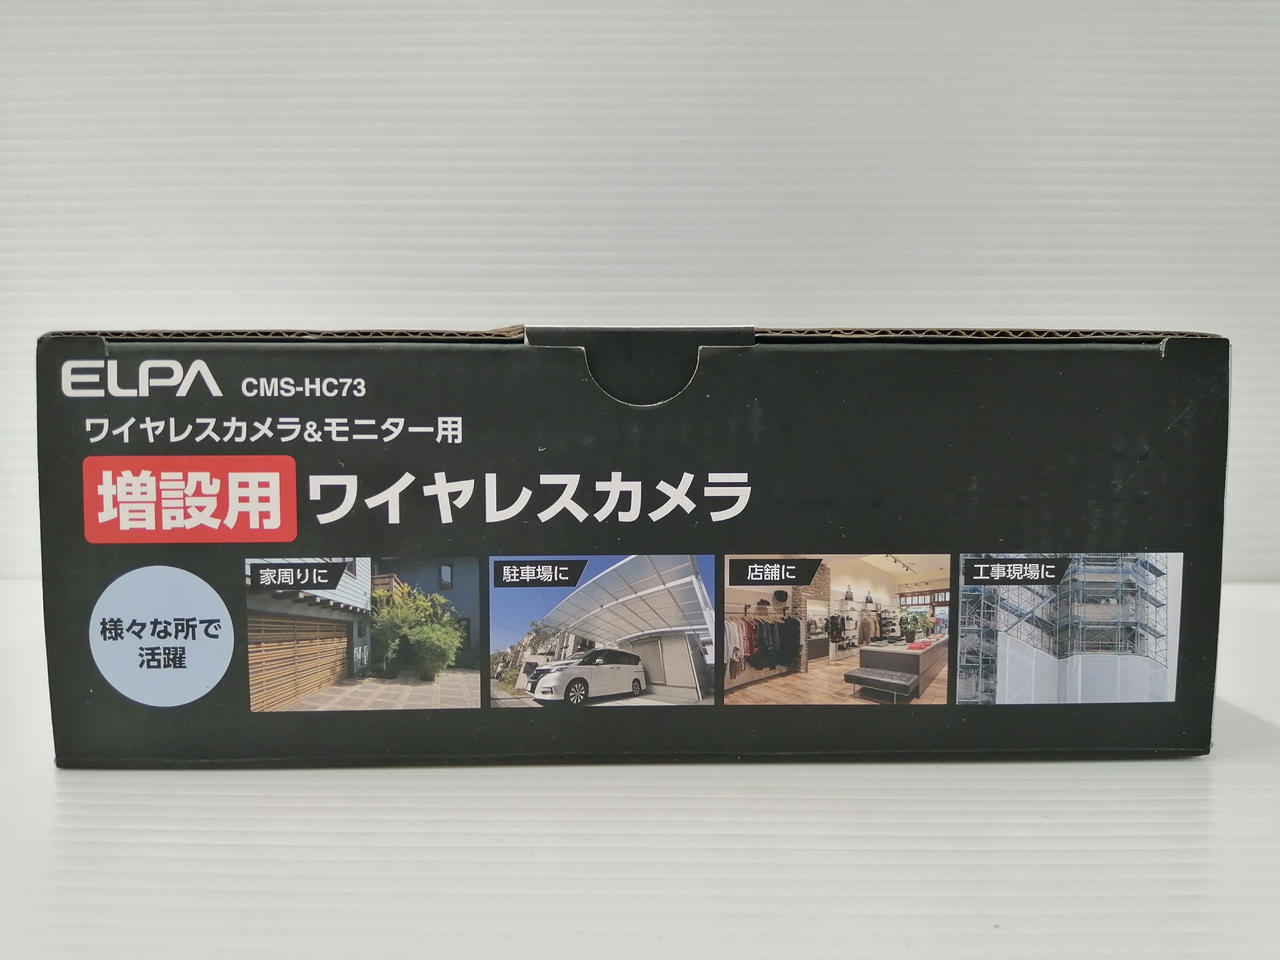 ELPA CMS-HC73
ワイヤレスカメラ&モニター用
増設用 ワイヤレスカメラ
様々な所で
活躍
家周りに
駐車場に
店舗に
工事現場に